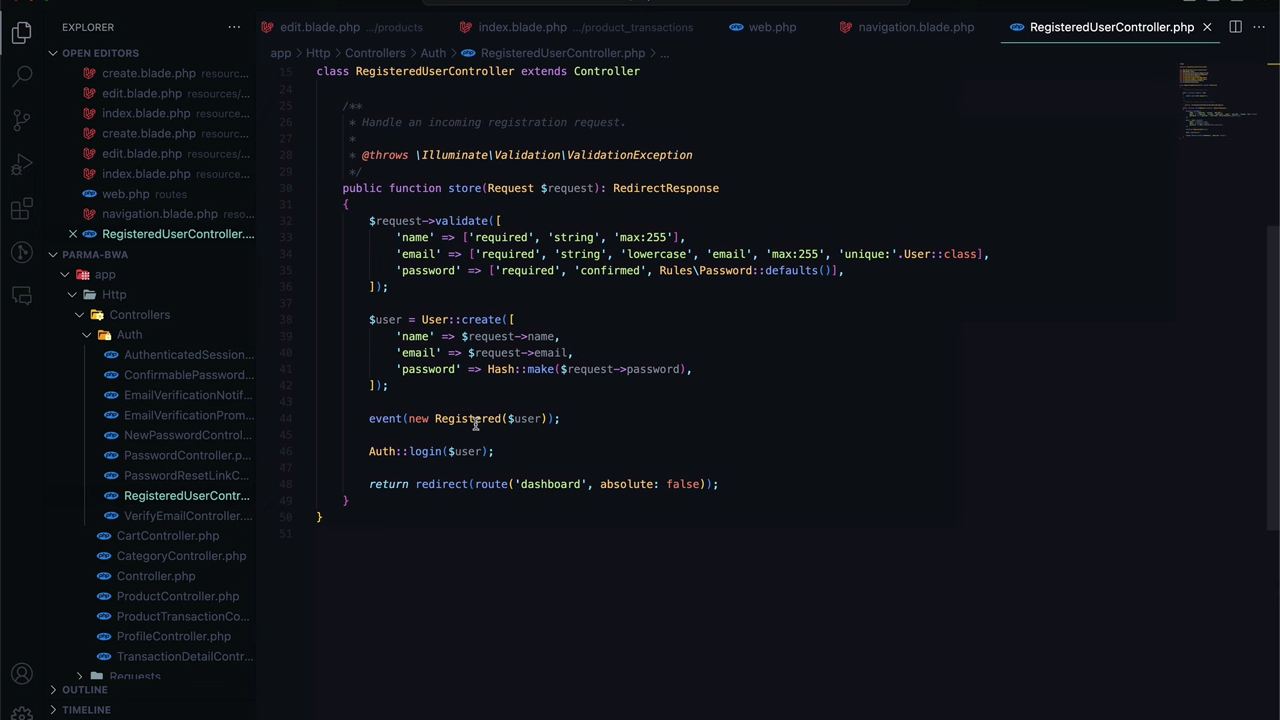 EXPLORER
edit.blade.php .../products
index.blade.php .../product_transactions
web.php
navigation.blade.php
RegisteredUserController.php
OPEN EDITORS
create.blade.php resourc...
edit.blade.php resources/...
index.blade.php resource...
create.blade.php resourc...
edit.blade.php resources/...
index.blade.php resource...
web.php routes
navigation.blade.php reso...
RegisteredUserController....
PARMA-BWA
app
Http
Controllers
Auth
AuthenticatedSession...
ConfirmablePassword...
EmailVerificationNotif...
EmailVerificationProm...
NewPasswordControl...
PasswordController.p...
PasswordResetLinkC...
RegisteredUserContr...
VerifyEmailController....
CartController.php
CategoryController.php
Controller.php
ProductController.php
ProductTransactionCo...
ProfileController.php
TransactionDetailContr...
Requests
OUTLINE
TIMELINE
app > Http > Controllers > Auth > RegisteredUserController.php > ...
15 class RegisteredUserController extends Controller
24
25 /**
26 * Handle an incoming registration request.
27 *
28 * @throws \Illuminate\Validation\ValidationException
29 */
30 public function store(Request $request): RedirectResponse
31 {
32 $request->validate([
33 'name' => ['required', 'string', 'max:255'],
34 'email' => ['required', 'string', 'lowercase', 'email', 'max:255', 'unique:'.User::class],
35 'password' => ['required', 'confirmed', Rules\Password::defaults()],
36 ]);
37
38 $user = User::create([
39 'name' => $request->name,
40 'email' => $request->email,
41 'password' => Hash::make($request->password),
42 ]);
43
44 event(new Registered($user));
45
46 Auth::login($user);
47
48 return redirect(route('dashboard', absolute: false));
49 }
50 }
51